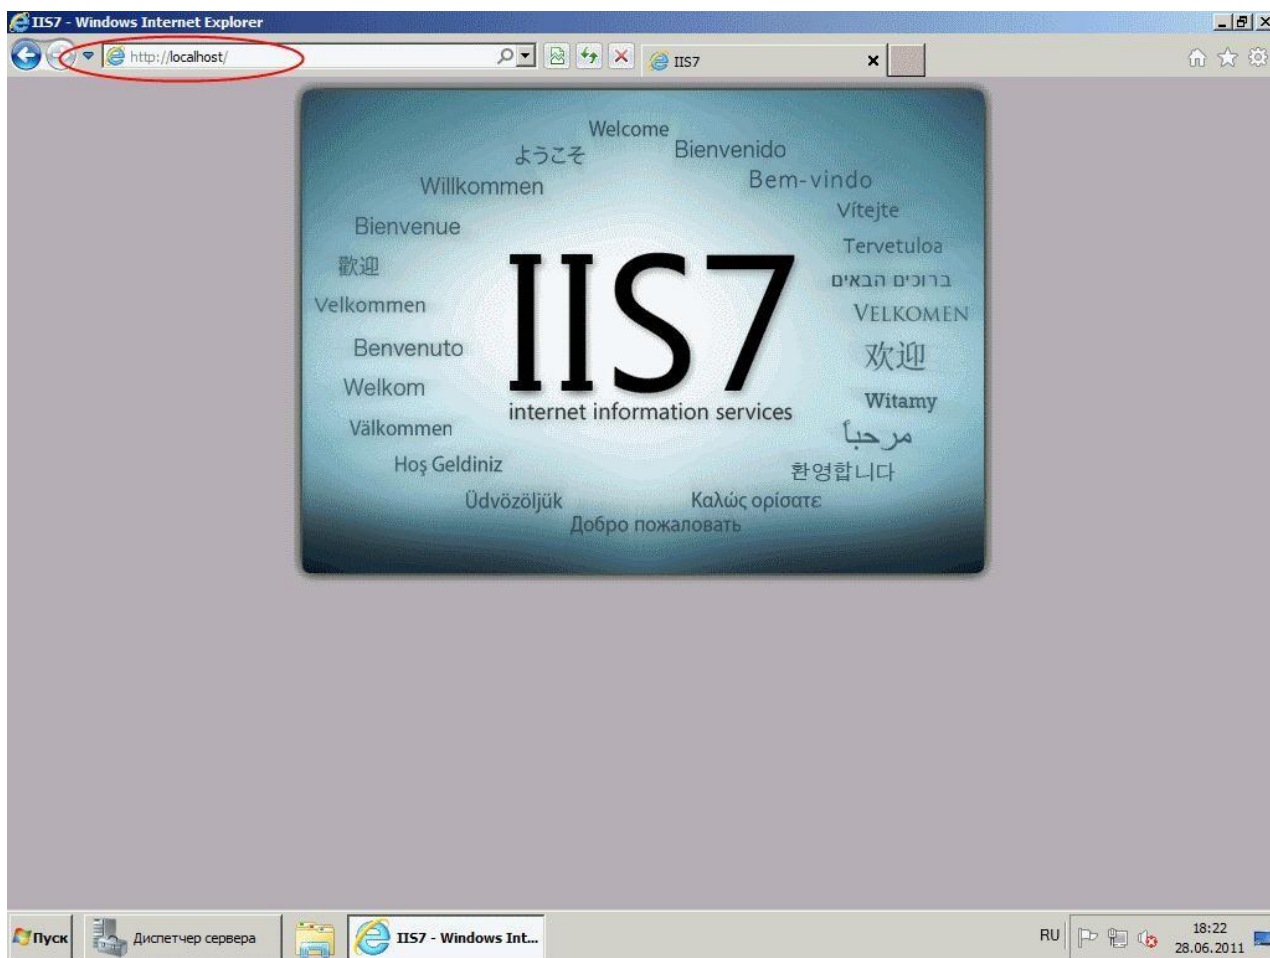 IIS7 - Windows Internet Explorer
http://localhost/
IIS7
Welcome
ようこそ
Bienvenido
Willkommen
Bem-vindo
Vítejte
Bienvenue
Tervetuloa
歡迎
ברוכים הבאים
Velkommen
VELKOMEN
Benvenuto
欢迎
Welkom
Witamy
IIS7
internet information services
Välkommen
مرحباً
Hoş Geldiniz
환영합니다
Üdvözöljük
Καλώς ορίσατε
Добро пожаловать
Пуск
Диспетчер сервера
IIS7 - Windows Int...
RU
18:22
28.06.2011